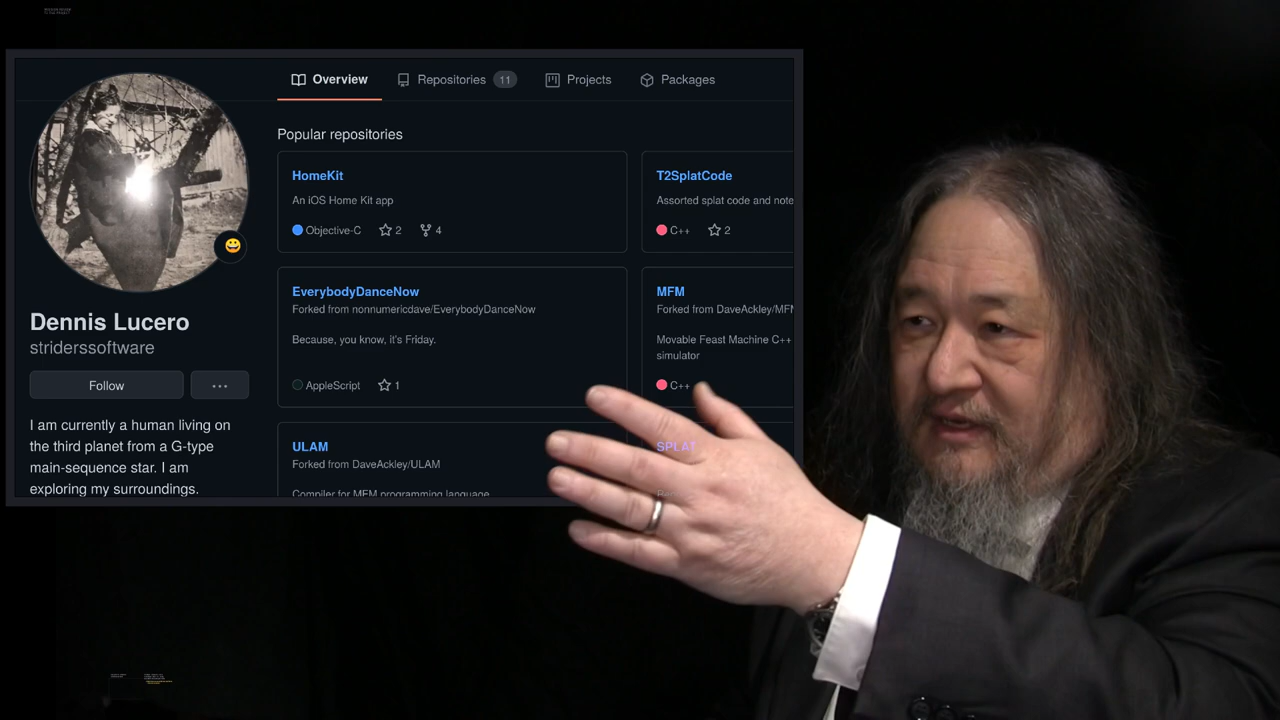 Overview
Repositories 11
Projects
Packages
Popular repositories
HomeKit
An iOS Home Kit app
Objective-C 2 4
T2SplatCode
Assorted splat code and note
C++ 2
EverybodyDanceNow
Forked from nonnumericdave/EverybodyDanceNow
Because, you know, it's Friday.
AppleScript 1
MFM
Forked from DaveAckley/MFM
Movable Feast Machine C++
simulator
C++
ULAM
Forked from DaveAckley/ULAM
Compiler for MFM programming language
SPLAT
Dennis Lucero
striderssoftware
Follow
I am currently a human living on
the third planet from a G-type
main-sequence star. I am
exploring my surroundings.